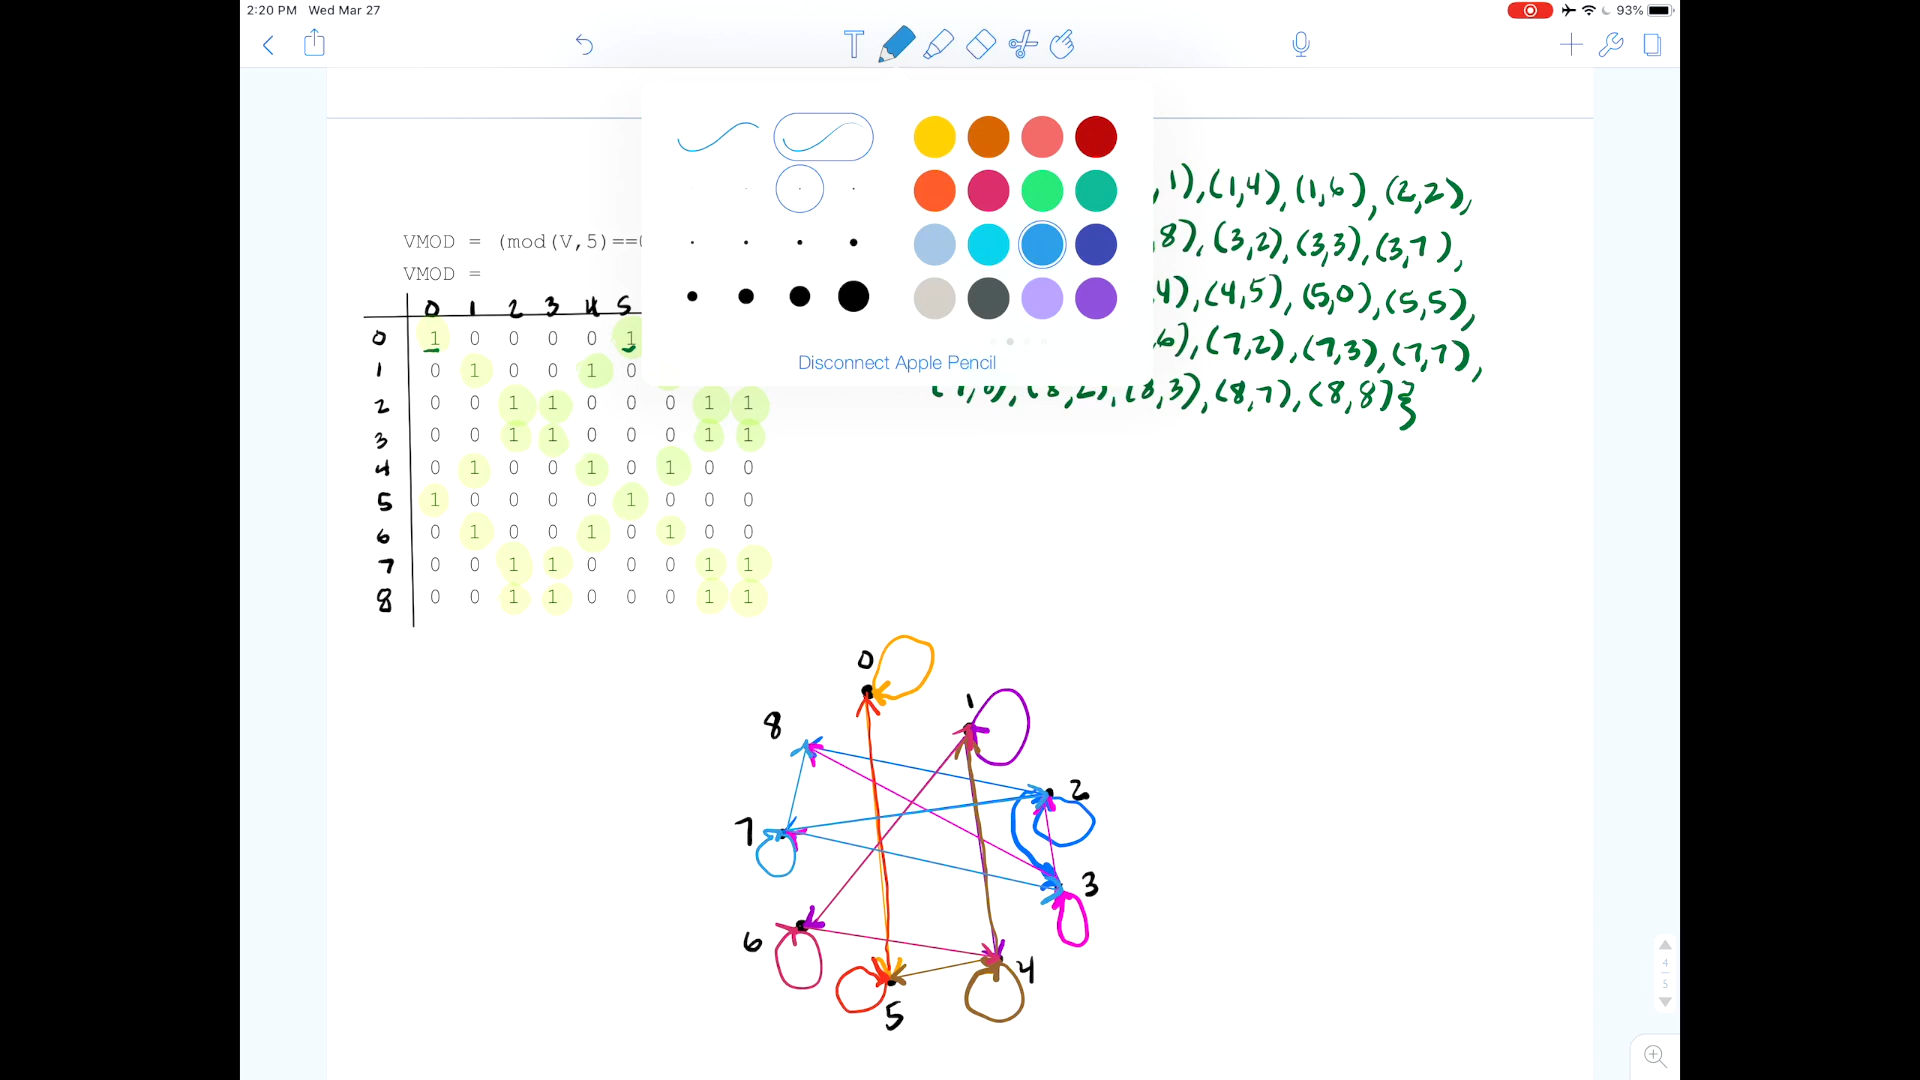 2:20 PM Wed Mar 27
93%
T
VMOD = (mod(V,5)==
VMOD =
, 1), (1,4), (1,6), (2,2),
8), (3,2), (3,3), (3,7),
4), (4,5), (5,0), (5,5),
6), (7,2), (7,3), (7,7),
(8,3), (8,7), (8,8)}
Disconnect Apple Pencil
0 1 2 3 4 5
0 1 0 0 0 0 1
1 0 1 0 0 1 0
2 0 0 1 1 0 0 0 1 1
3 0 0 1 1 0 0 0 1 1
4 0 1 0 0 1 0 1 0 0
5 1 0 0 0 0 1 0 0 0
6 0 1 0 0 1 0 1 0 0
7 0 0 1 1 0 0 0 1 1
8 0 0 1 1 0 0 0 1 1
0
1
8
2
7
3
6
4
5
4
5